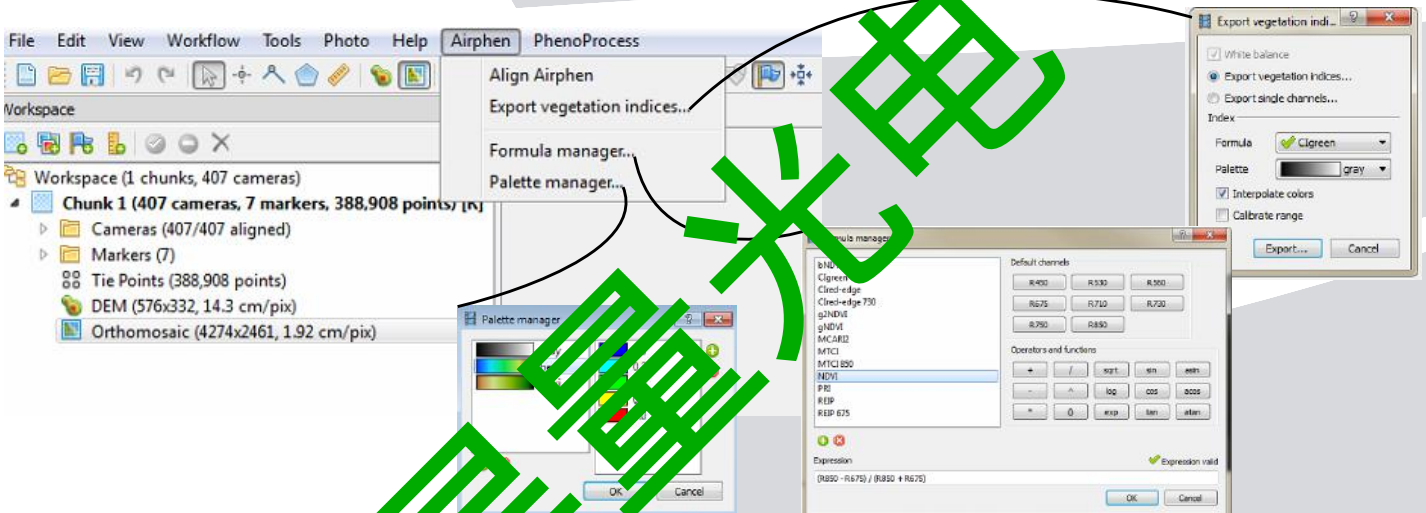 File Edit View Workflow Tools Photo Help Airphen PhenoProcess
Align Airphen
Export vegetation indices...
Formula manager...
Palette manager...
Workspace
Workspace (1 chunks, 407 cameras)
Chunk 1 (407 cameras, 7 markers, 388,908 points) [R]
Cameras (407/407 aligned)
Markers (7)
Tie Points (388,908 points)
DEM (576x332, 14.3 cm/pix)
Orthomosaic (4274x2461, 1.92 cm/pix)
Export vegetation indi...
White balance
Export vegetation indices...
Export single channels...
Index
Formula CIgreen
Palette gray
Interpolate colors
Calibrate range
Export... Cancel
Palette manager
OK Cancel
manager
CIgreen
CIred-edge
CIred-edge 730
g2NDVI
gNDVI
MCARI2
MTCI
MTCI 850
NDVI
PRI
REIP
REIP 675
Default channels
R450 R530 R560
R675 R710 R730
R750 R850
Operators and functions
+ / sqrt sin asin
- ^ log cos acos
* () exp tan atan
Expression
Expression valid
(R850 - R675) / (R850 + R675)
OK Cancel
量光电